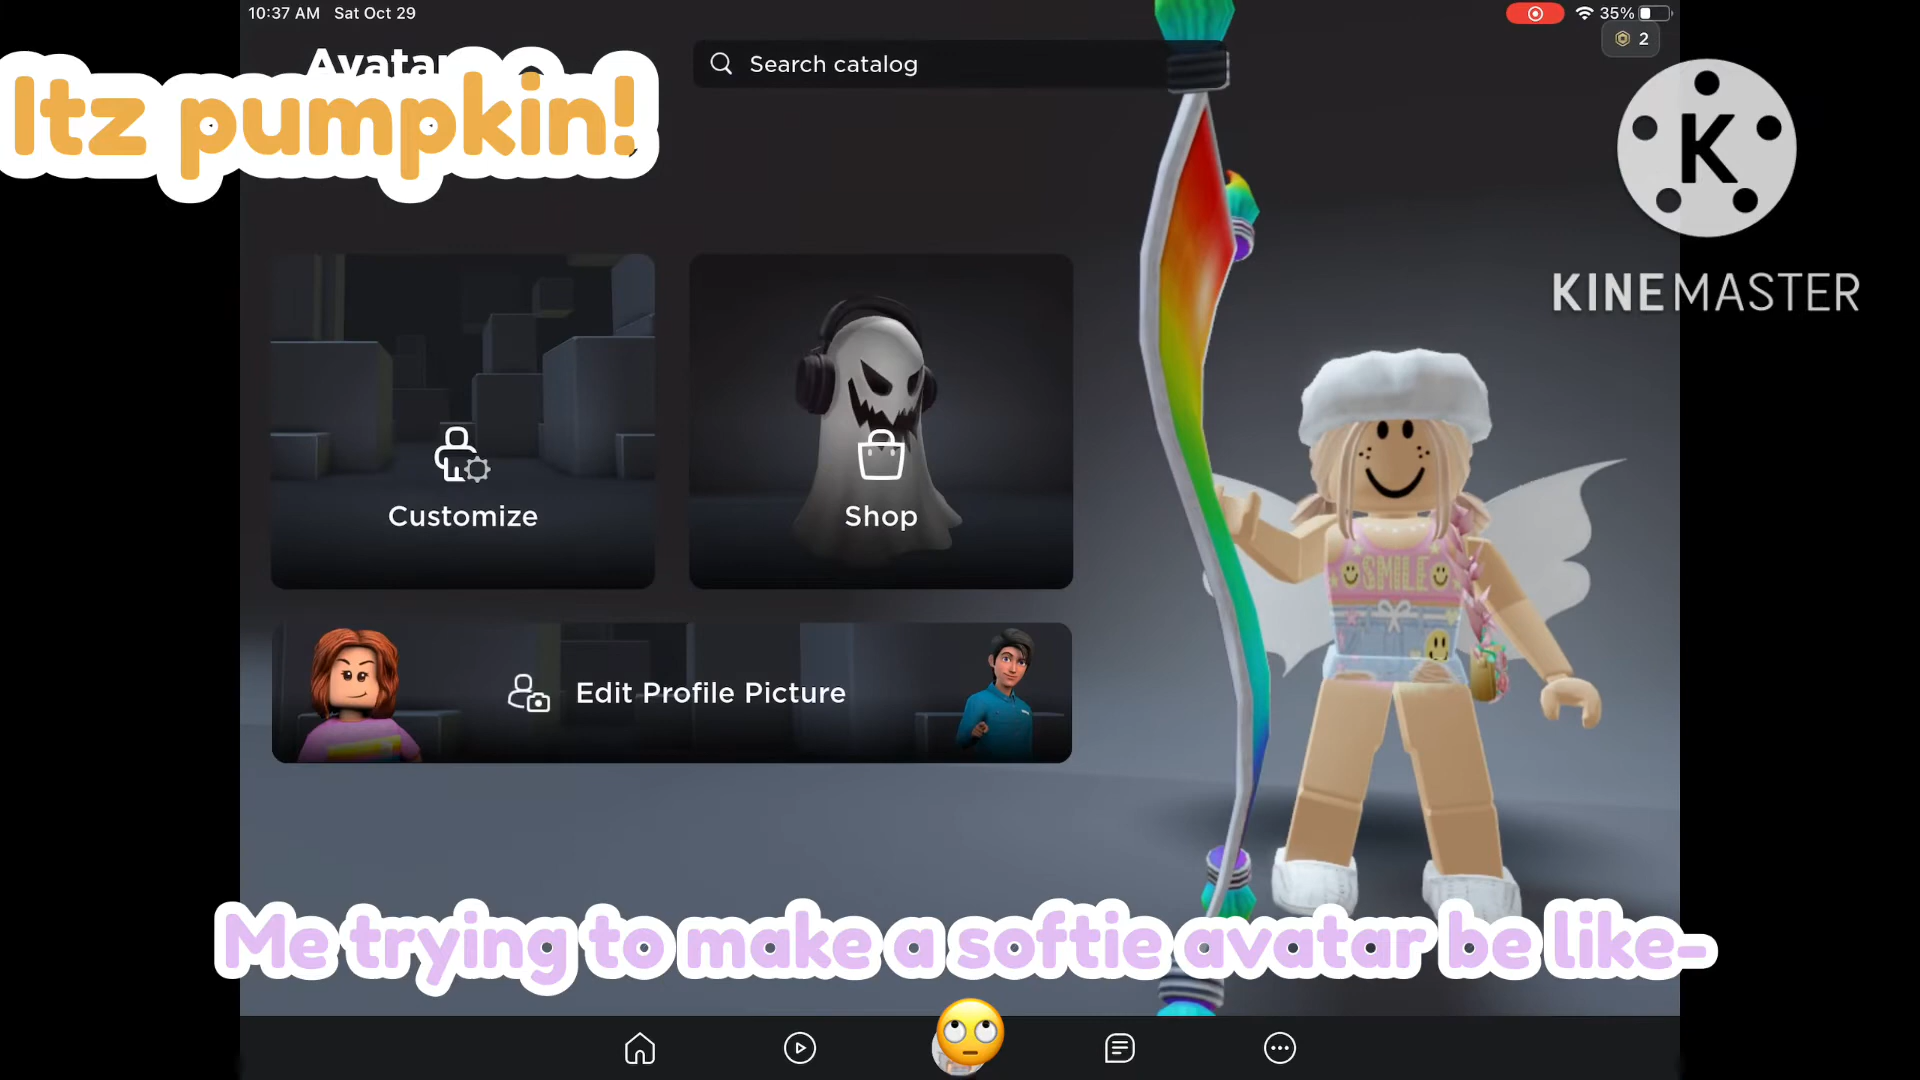 10:37 AM Sat Oct 29
35%
2
Avatar
Search catalog
Itz pumpkin!
K
KINEMASTER
Customize
Shop
SMILE
Edit Profile Picture
Me trying to make a softie avatar be like-